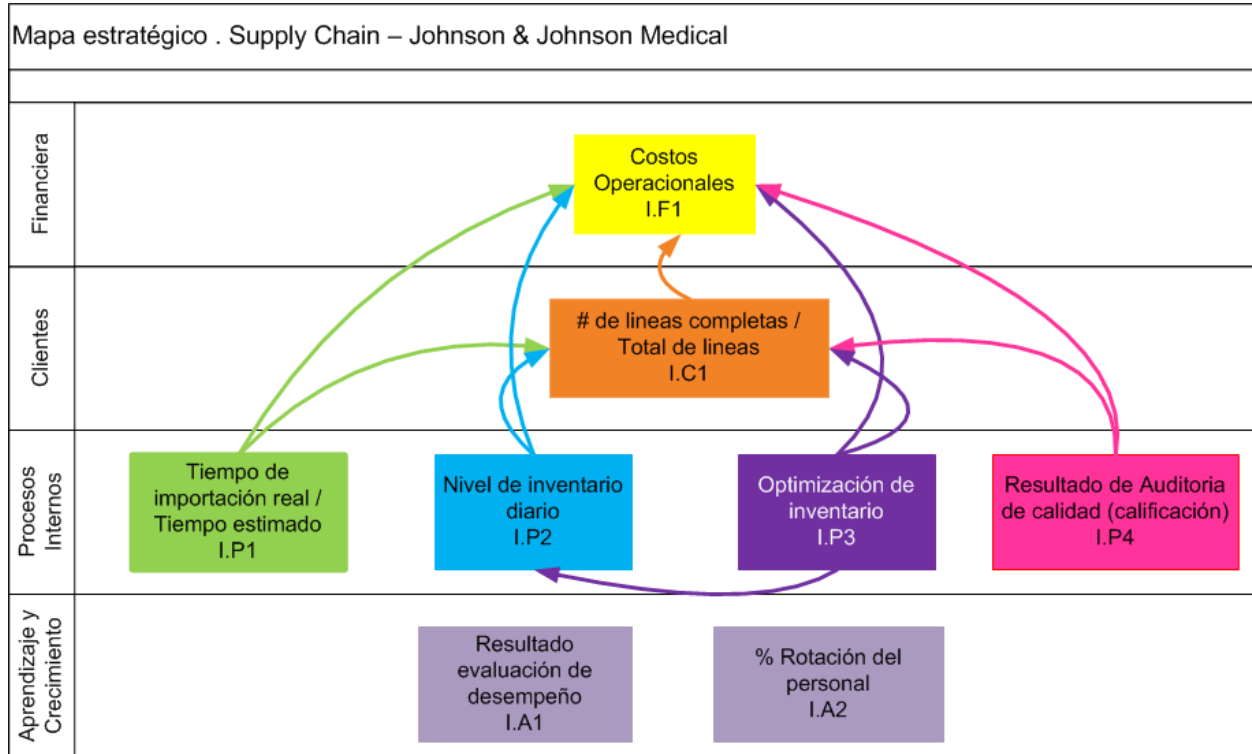 Mapa estratégico . Supply Chain – Johnson & Johnson Medical
Financiera
Costos
Operacionales
I.F1
Clientes
# de lineas completas /
Total de lineas
I.C1
Procesos
Internos
Tiempo de
importación real /
Tiempo estimado
I.P1
Nivel de inventario
diario
I.P2
Optimización de
inventario
I.P3
Resultado de Auditoria
de calidad (calificación)
I.P4
Aprendizaje y
Crecimiento
Resultado
evaluación de
desempeño
I.A1
% Rotación del
personal
I.A2